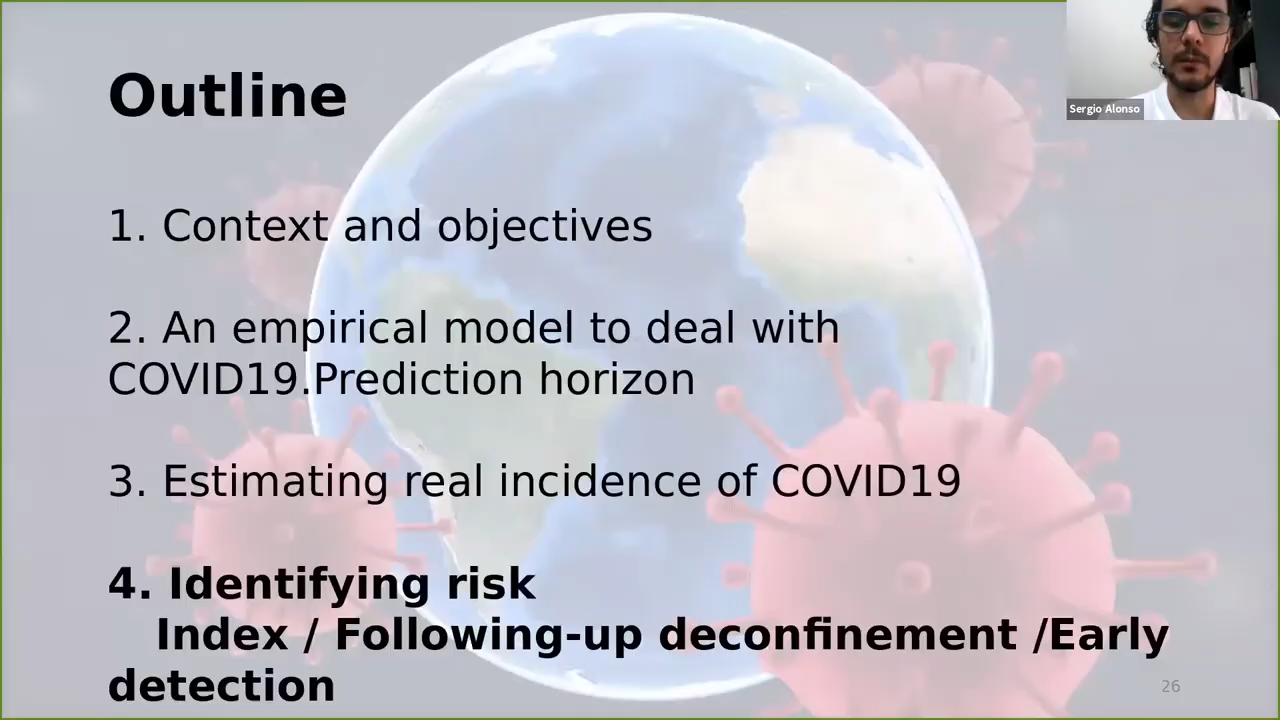 Outline
Sergio Alonso
1. Context and objectives
2. An empirical model to deal with
COVID19.Prediction horizon
3. Estimating real incidence of COVID19
4. Identifying risk
Index / Following-up deconfinement /Early
detection
26